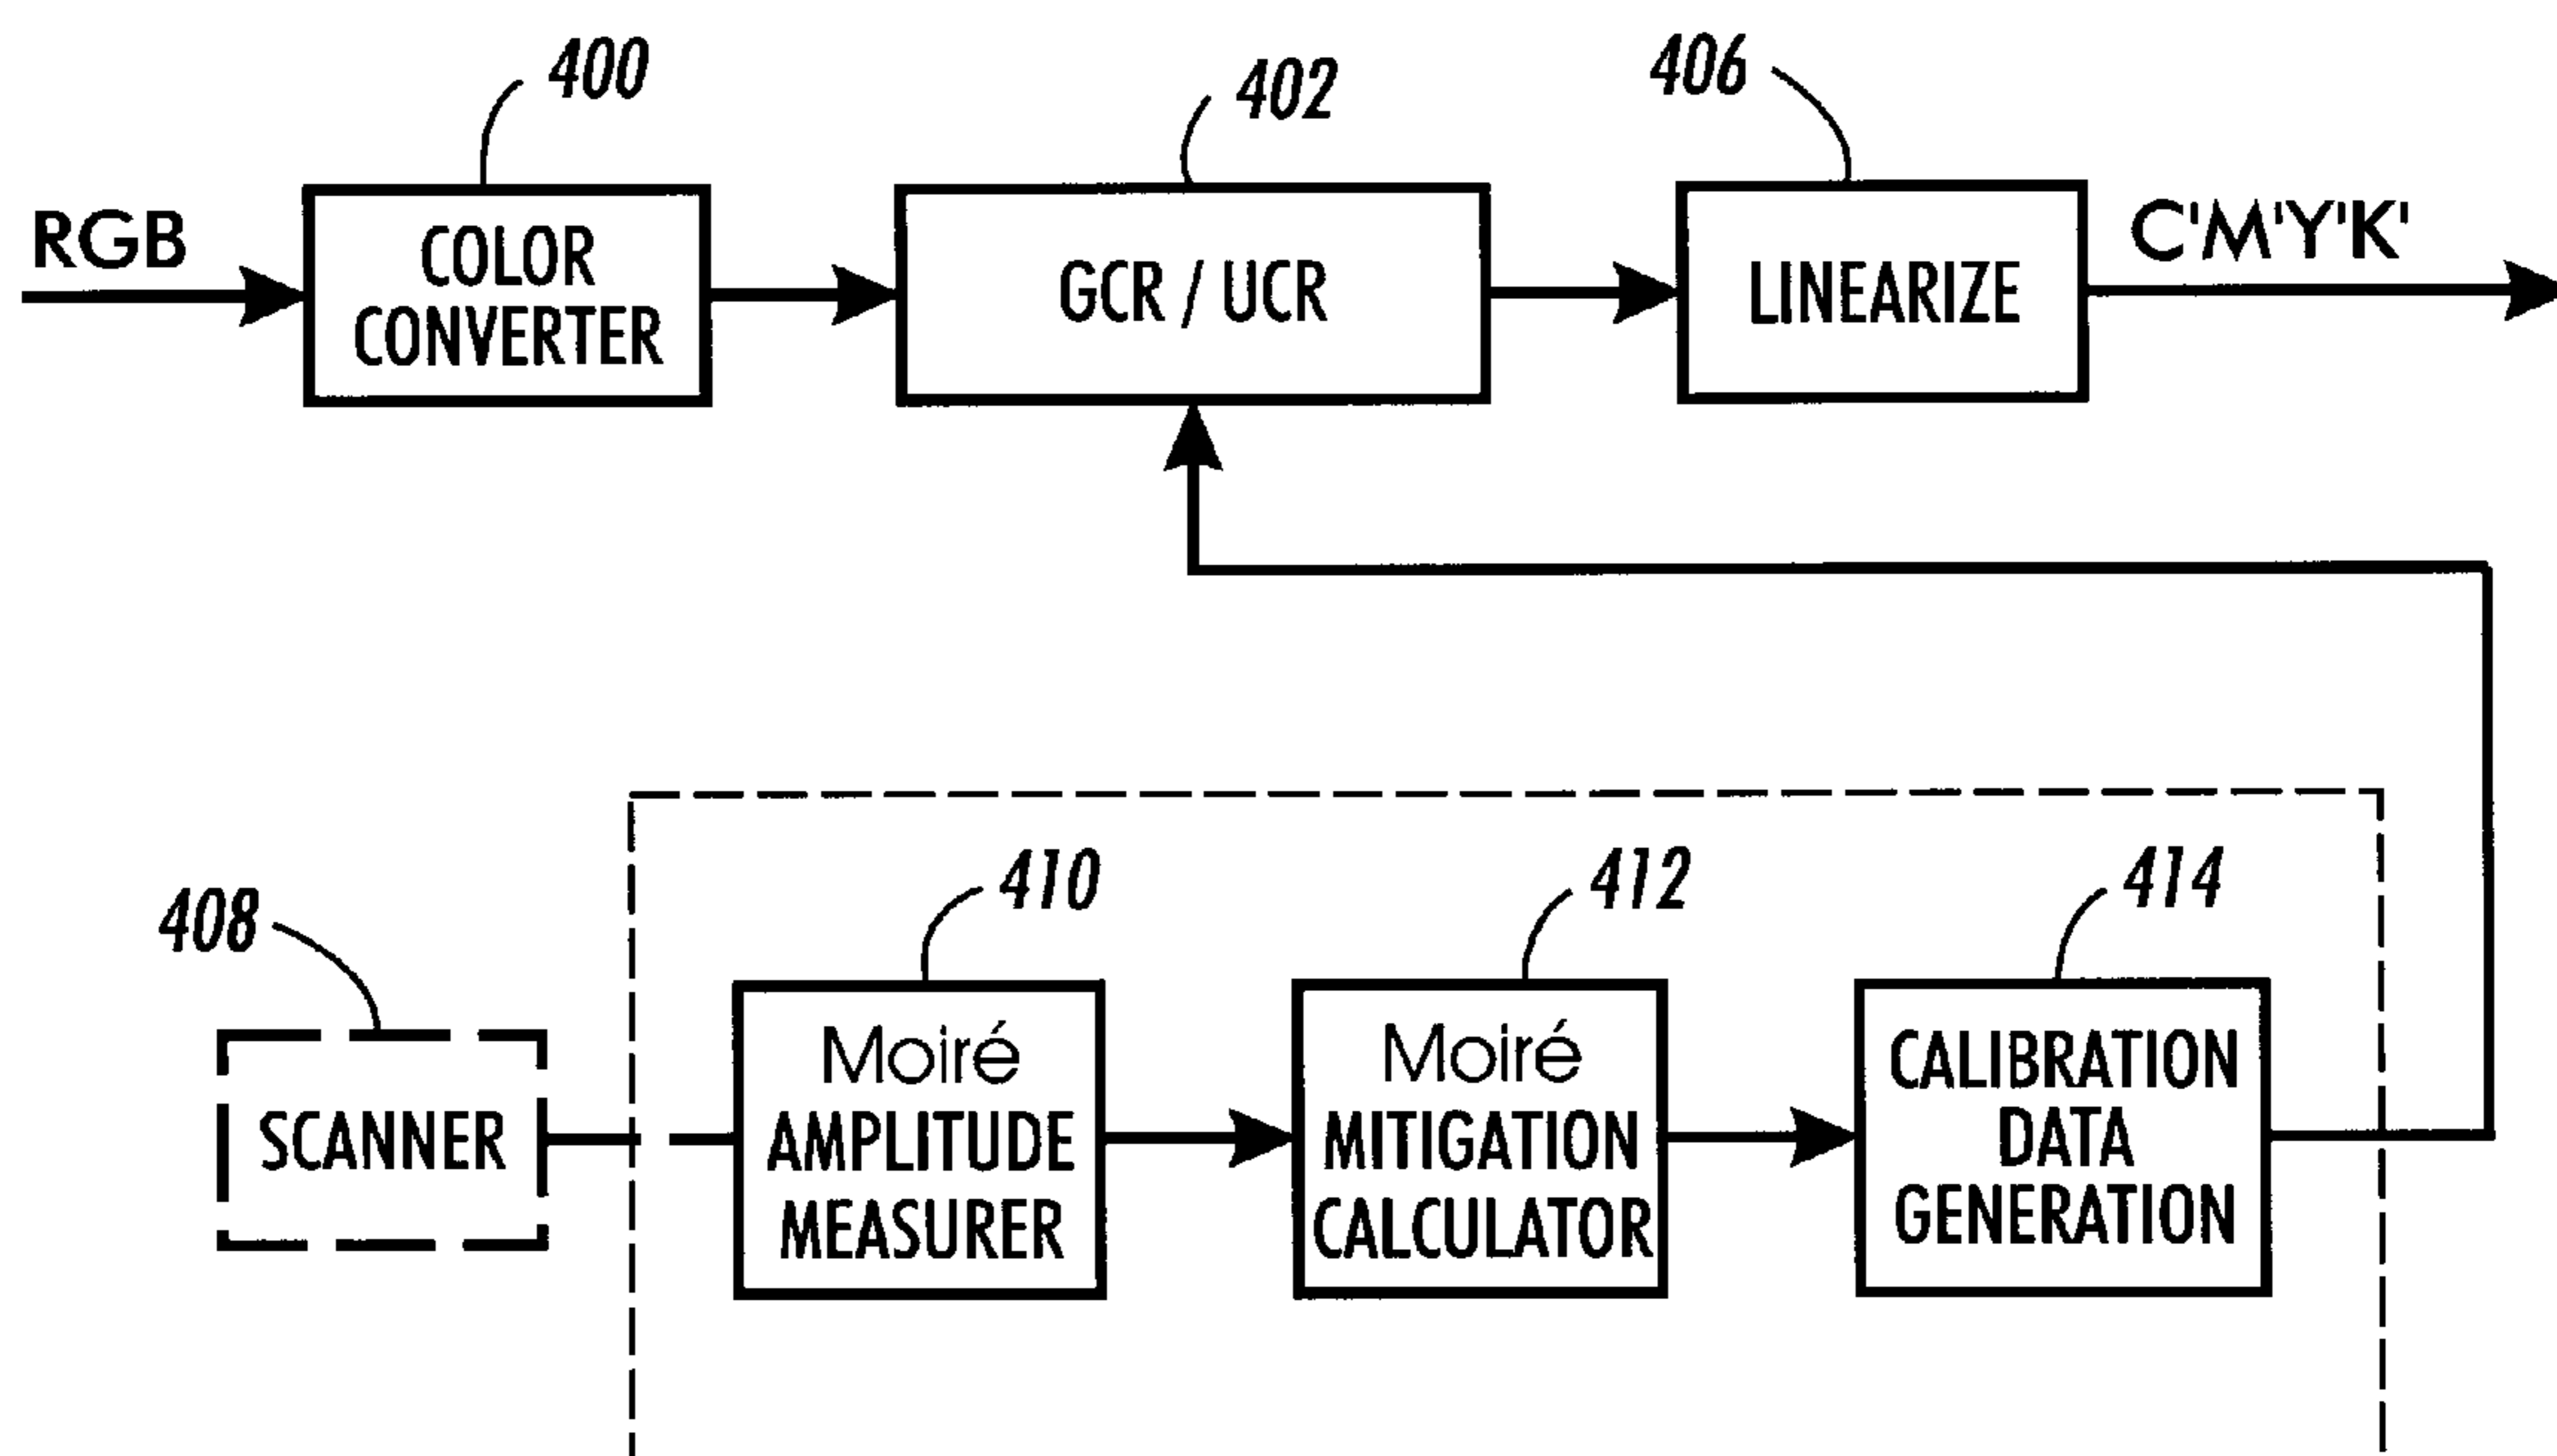 400
402
406
RGB
COLOR
CONVERTER
GCR / UCR
LINEARIZE
C'M'Y'K'
408
410
412
414
SCANNER
Moiré
AMPLITUDE
MEASURER
Moiré
MITIGATION
CALCULATOR
CALIBRATION
DATA
GENERATION